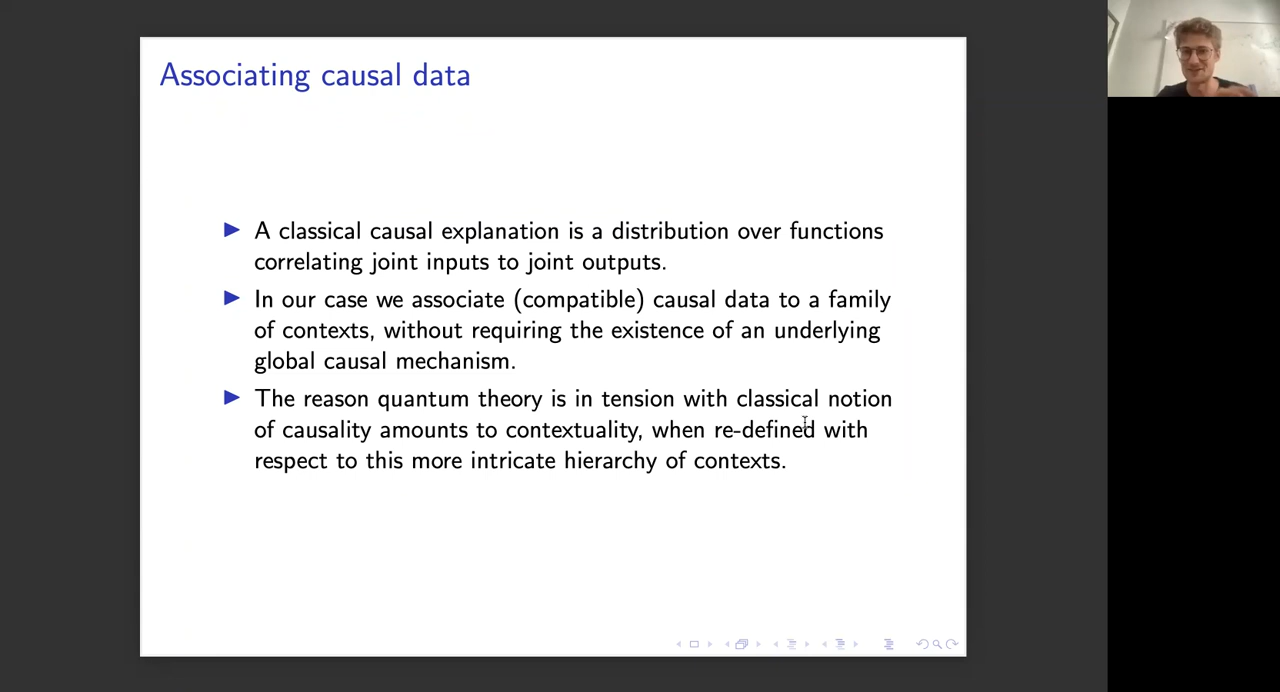 Associating causal data
A classical causal explanation is a distribution over functions
correlating joint inputs to joint outputs.
In our case we associate (compatible) causal data to a family
of contexts, without requiring the existence of an underlying
global causal mechanism.
The reason quantum theory is in tension with classical notion
of causality amounts to contextuality, when re-defined with
respect to this more intricate hierarchy of contexts.